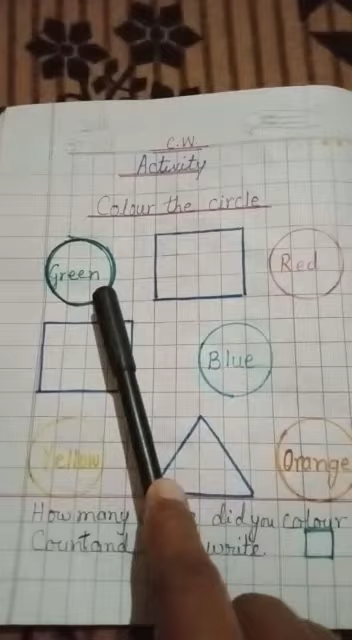 C.W.
Activity
Colour the circle
Green
Red
Blue
Yellow
Orange
How many did you colour
Count and write.